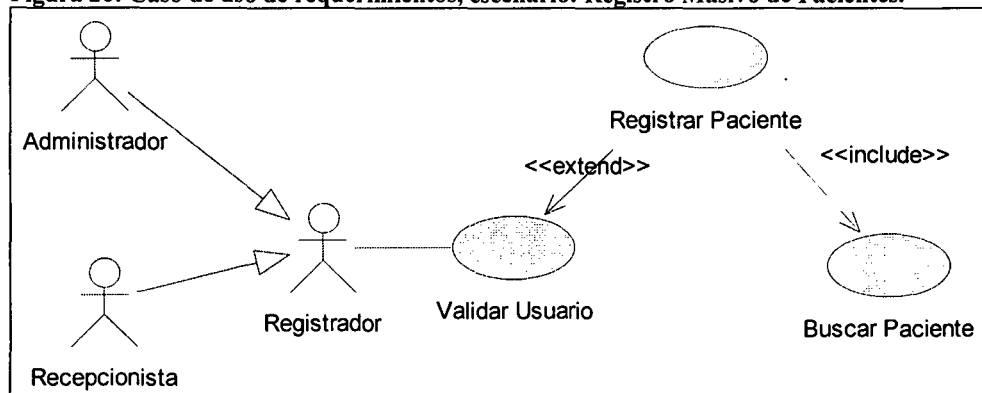 Figura 20. Caso de uso de requerimientos, escenario: Registro Masivo de Pacientes.
Administrador
Registrar Paciente
<<extend>>
<<include>>
Registrador
Validar Usuario
Buscar Paciente
Recepcionista